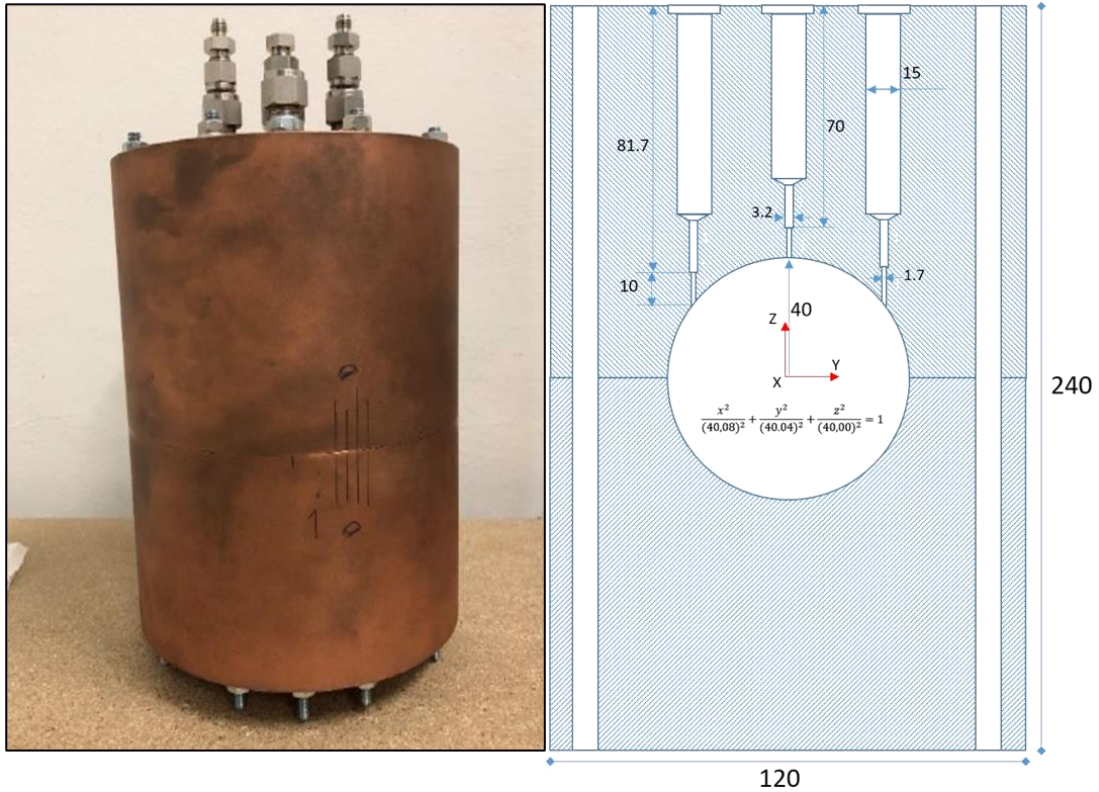 1
15
70
81.7
3.2
10
1.7
40
Z
Y
X
x²/(40,08)² + y²/(40.04)² + z²/(40,00)² = 1
240
120